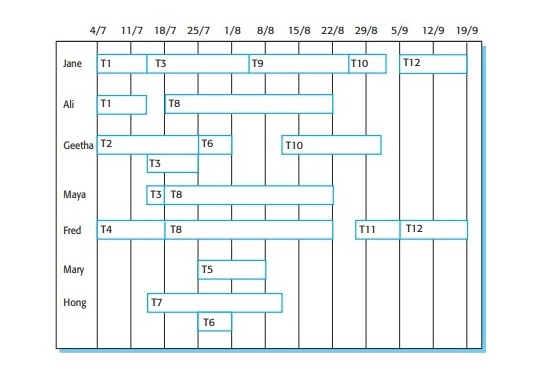 4/7 11/7 18/7 25/7 1/8 8/8 15/8 22/8 29/8 5/9 12/9 19/9
Jane T1 T3 T9 T10 T12
Ali T1 T8
Geetha T2 T6 T10
T3
Maya T3 T8
Fred T4 T8 T11 T12
Mary T5
Hong T7
T6